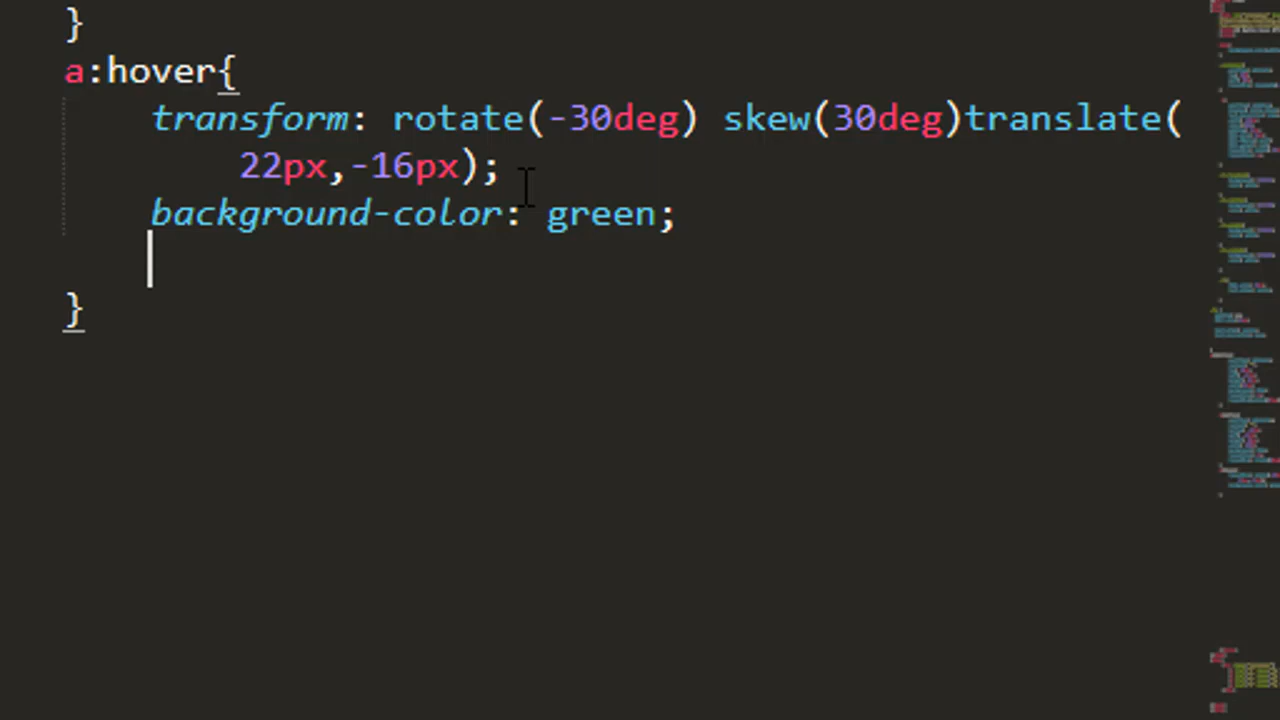 }
a:hover{
transform: rotate(-30deg) skew(30deg)translate(
22px,-16px);
background-color: green;
}